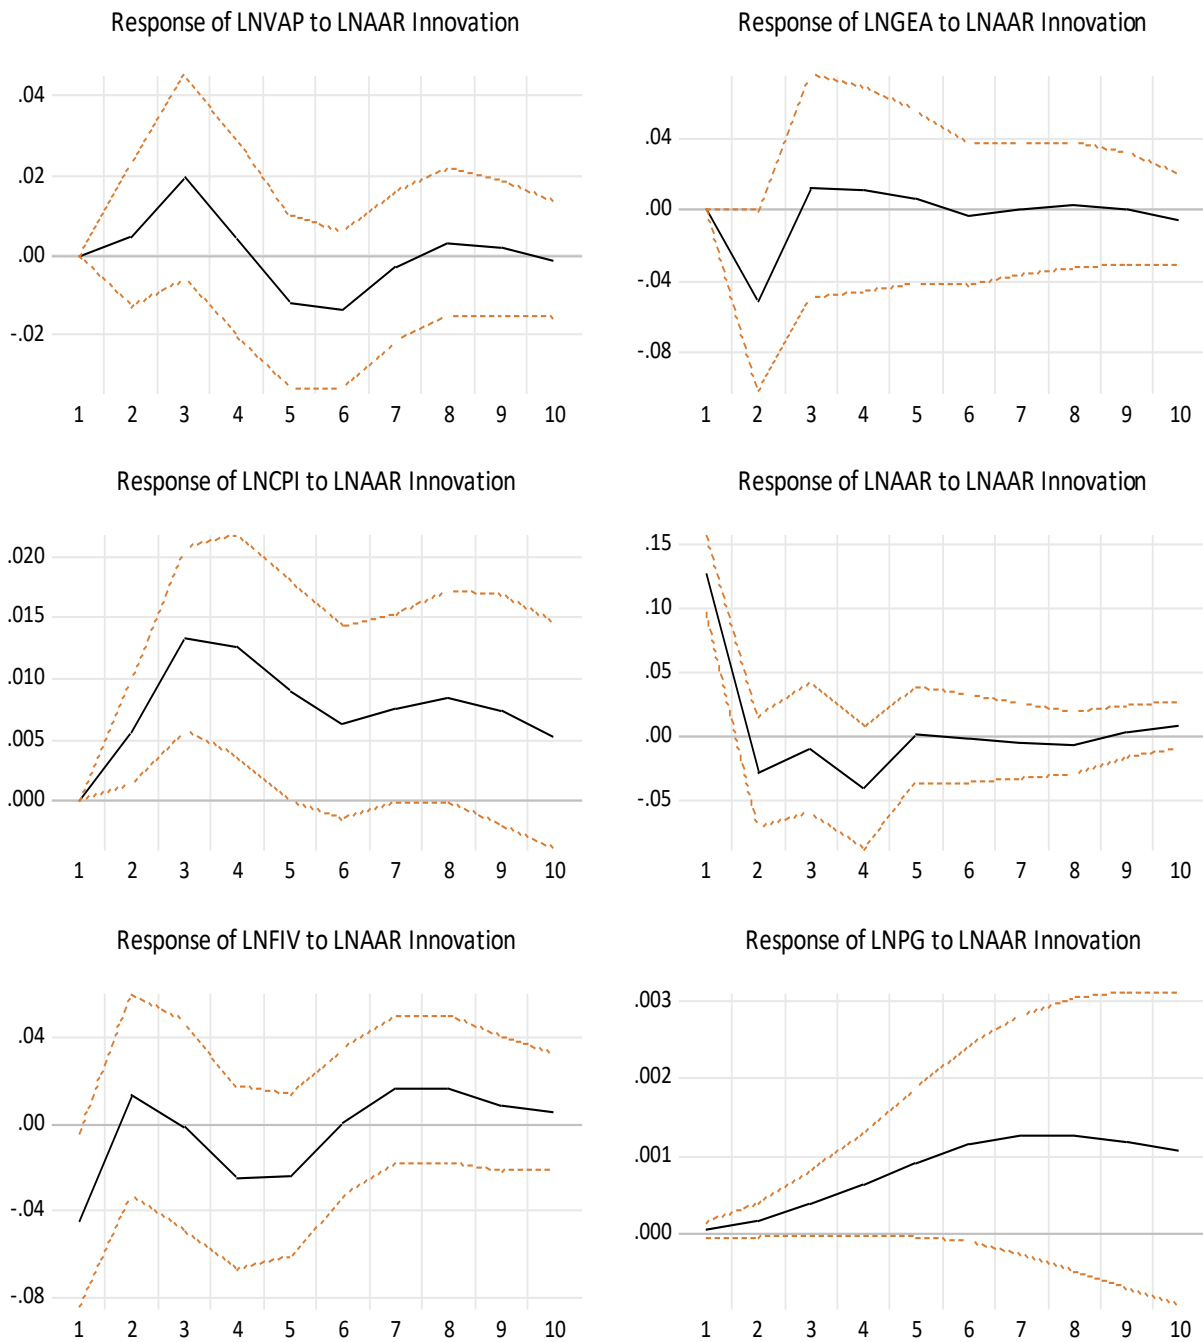 Response of LNVAP to LNAAR Innovation
.04
.02
.00
-.02
1 2 3 4 5 6 7 8 9 10
Response of LNGEA to LNAAR Innovation
.04
.00
-.04
-.08
1 2 3 4 5 6 7 8 9 10
Response of LNCPI to LNAAR Innovation
.020
.015
.010
.005
.000
1 2 3 4 5 6 7 8 9 10
Response of LNAAR to LNAAR Innovation
.15
.10
.05
.00
-.05
1 2 3 4 5 6 7 8 9 10
Response of LNFIV to LNAAR Innovation
.04
.00
-.04
-.08
1 2 3 4 5 6 7 8 9 10
Response of LNPG to LNAAR Innovation
.003
.002
.001
.000
1 2 3 4 5 6 7 8 9 10